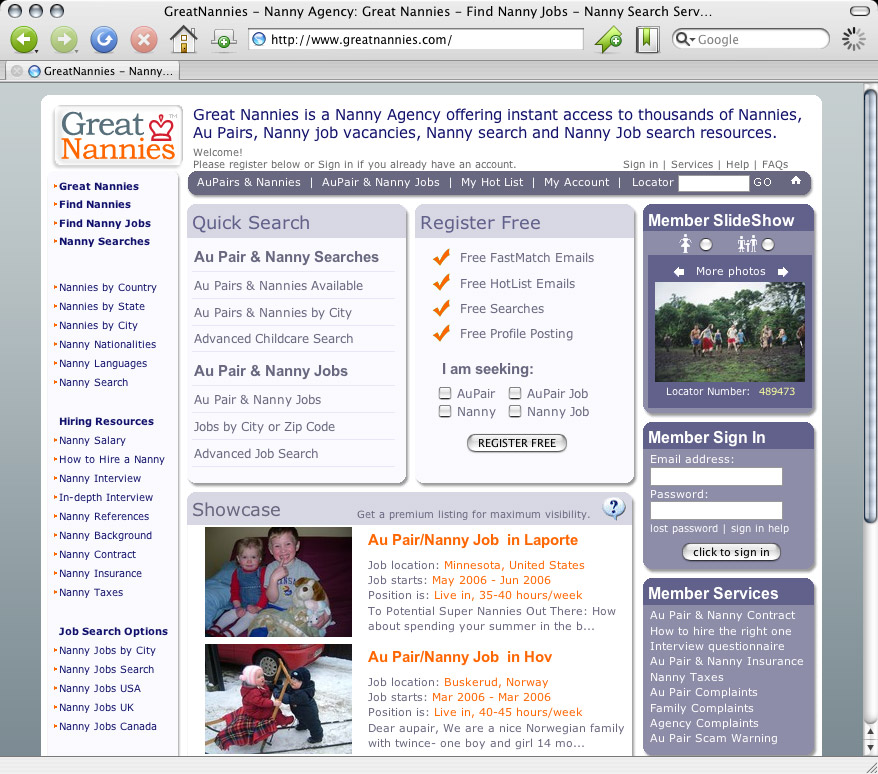 GreatNannies – Nanny Agency: Great Nannies – Find Nanny Jobs – Nanny Search Serv...
http://www.greatnannies.com/
Google
GreatNannies – Nanny...
Great
Nannies
TM
Great Nannies is a Nanny Agency offering instant access to thousands of Nannies,
Au Pairs, Nanny job vacancies, Nanny search and Nanny Job search resources.
Welcome!
Please register below or Sign in if you already have an account.
Sign in | Services | Help | FAQs
AuPairs & Nannies | AuPair & Nanny Jobs | My Hot List | My Account | Locator GO
Great Nannies
Find Nannies
Find Nanny Jobs
Nanny Searches
Nannies by Country
Nannies by State
Nannies by City
Nanny Nationalities
Nanny Languages
Nanny Search
Hiring Resources
Nanny Salary
How to Hire a Nanny
Nanny Interview
In-depth Interview
Nanny References
Nanny Background
Nanny Contract
Nanny Insurance
Nanny Taxes
Job Search Options
Nanny Jobs by City
Nanny Jobs Search
Nanny Jobs USA
Nanny Jobs UK
Nanny Jobs Canada
Quick Search
Au Pair & Nanny Searches
Au Pairs & Nannies Available
Au Pairs & Nannies by City
Advanced Childcare Search
Au Pair & Nanny Jobs
Au Pair & Nanny Jobs
Jobs by City or Zip Code
Advanced Job Search
Register Free
Free FastMatch Emails
Free HotList Emails
Free Searches
Free Profile Posting
I am seeking:
AuPair AuPair Job
Nanny Nanny Job
REGISTER FREE
Showcase
Get a premium listing for maximum visibility.
?
Au Pair/Nanny Job in Laporte
Job location: Minnesota, United States
Job starts: May 2006 - Jun 2006
Position is: Live in, 35-40 hours/week
To Potential Super Nannies Out There: How
about spending your summer in the b...
Au Pair/Nanny Job in Hov
Job location: Buskerud, Norway
Job starts: Mar 2006 - Mar 2006
Position is: Live in, 40-45 hours/week
Dear aupair, We are a nice Norwegian family
with twince- one boy and girl 14 mo...
Member SlideShow
More photos
Locator Number: 489473
Member Sign In
Email address:
Password:
lost password | sign in help
click to sign in
Member Services
Au Pair & Nanny Contract
How to hire the right one
Interview questionnaire
Au Pair & Nanny Insurance
Nanny Taxes
Au Pair Complaints
Family Complaints
Agency Complaints
Au Pair Scam Warning